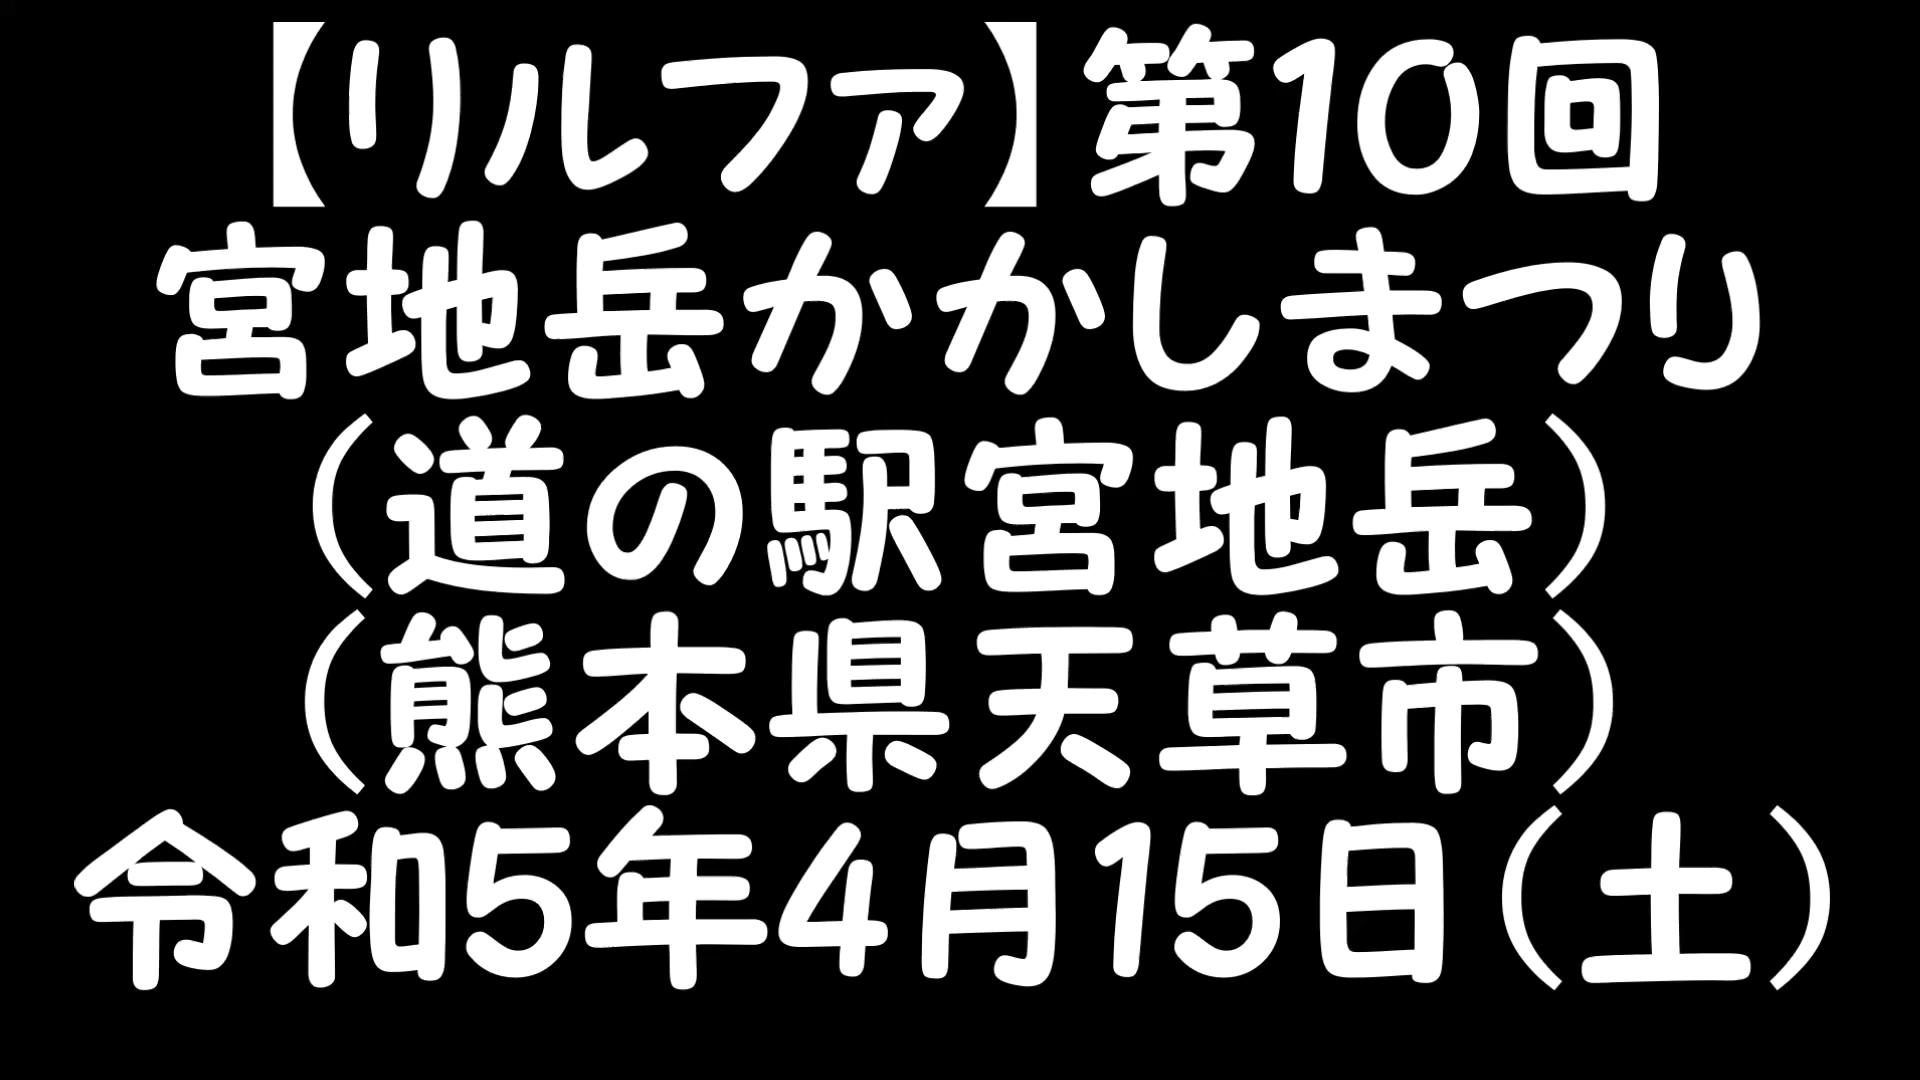 【リルファ】第10回
宮地岳かかしまつり
（道の駅宮地岳）
（熊本県天草市）
令和5年4月15日（土）